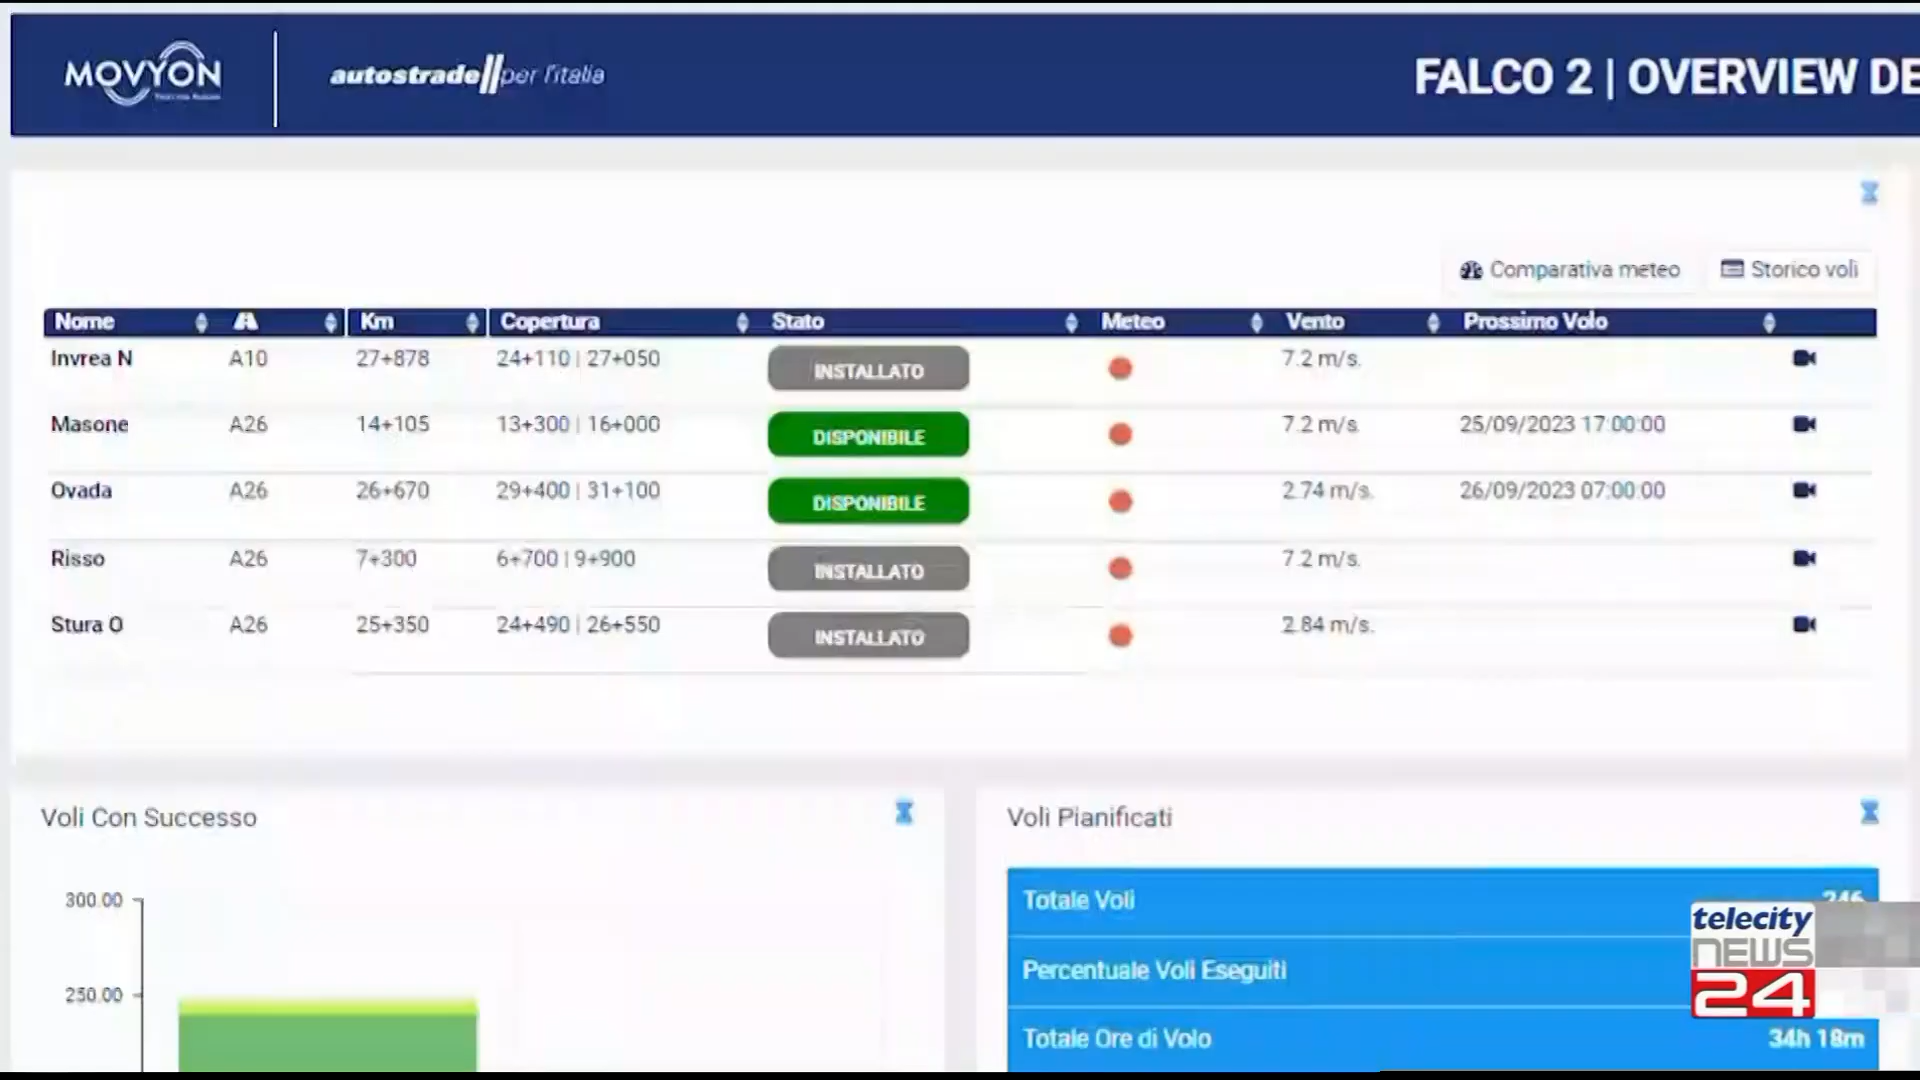 MOVYON
autostrade//per l'italia
FALCO 2 | OVERVIEW DE
Comparativa meteo
Storico voli
Nome Km Copertura Stato Meteo Vento Prossimo Volo
Invrea N A10 27+878 24+110 | 27+050 INSTALLATO 7.2 m/s.
Masone A26 14+105 13+300 | 16+000 DISPONIBILE 7.2 m/s. 25/09/2023 17:00:00
Ovada A26 26+670 29+400 | 31+100 DISPONIBILE 2.74 m/s. 26/09/2023 07:00:00
Risso A26 7+300 6+700 | 9+900 INSTALLATO 7.2 m/s.
Stura O A26 25+350 24+490 | 26+550 INSTALLATO 2.84 m/s.
Voli Con Successo
Voli Pianificati
300.00
250.00
Totale Voli 246
Percentuale Voli Eseguiti
Totale Ore di Volo 34h 18m
telecity
NEWS
24